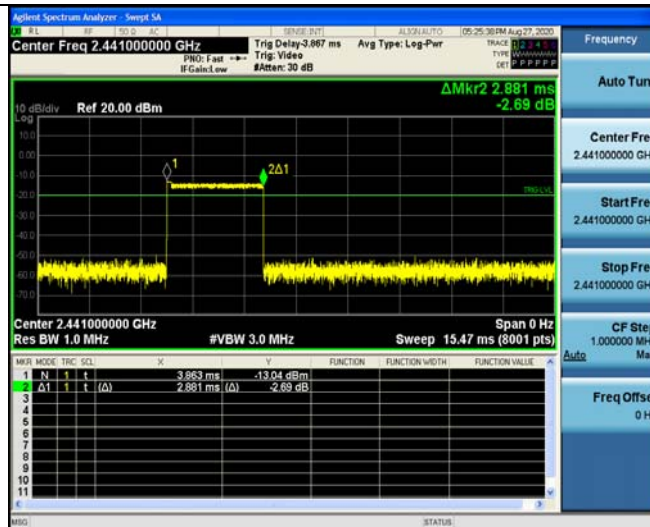 Agilent Spectrum Analyzer - Swept SA
RL RF 50 Ω AC SENSE:INT ALIGNAUTO 05:25:38 PM Aug 27, 2020
Center Freq 2.441000000 GHz
PNO: Fast
IFGain:Low
Trig Delay-3.867 ms
Trig: Video
#Atten: 30 dB
Avg Type: Log-Pwr
TRACE 1 2 3 4 5 6
TYPE
DET P P P P P P
ΔMkr2 2.881 ms
-2.69 dB
10 dB/div Ref 20.00 dBm
Log
10.0
0.00
-10.0
-20.0
-30.0
-40.0
-50.0
-60.0
-70.0
1
2Δ1
TRIG LVL
Center 2.441000000 GHz Span 0 Hz
Res BW 1.0 MHz #VBW 3.0 MHz Sweep 15.47 ms (8001 pts)
MKR MODE TRC SCL X Y FUNCTION FUNCTION WIDTH FUNCTION VALUE
1 N 1 t 3.863 ms -13.04 dBm
2 Δ1 1 t (Δ) 2.881 ms (Δ) -2.69 dB
3
4
5
6
7
8
9
10
11
MSG STATUS
Frequency
Auto Tun
Center Fre
2.441000000 GH
Start Fre
2.441000000 GH
Stop Fre
2.441000000 GH
CF Ste
1.000000 MH
Auto Ma
Freq Offse
0 H